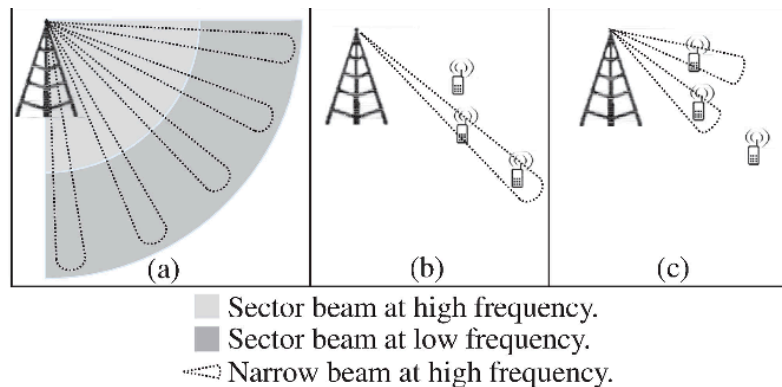 (a)
(b)
(c)
Sector beam at high frequency.
Sector beam at low frequency.
Narrow beam at high frequency.